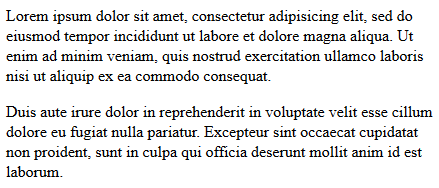 Lorem ipsum dolor sit amet, consectetur adipisicing elit, sed do
eiusmod tempor incididunt ut labore et dolore magna aliqua. Ut
enim ad minim veniam, quis nostrud exercitation ullamco laboris
nisi ut aliquip ex ea commodo consequat.
Duis aute irure dolor in reprehenderit in voluptate velit esse cillum
dolore eu fugiat nulla pariatur. Excepteur sint occaecat cupidatat
non proident, sunt in culpa qui officia deserunt mollit anim id est
laborum.